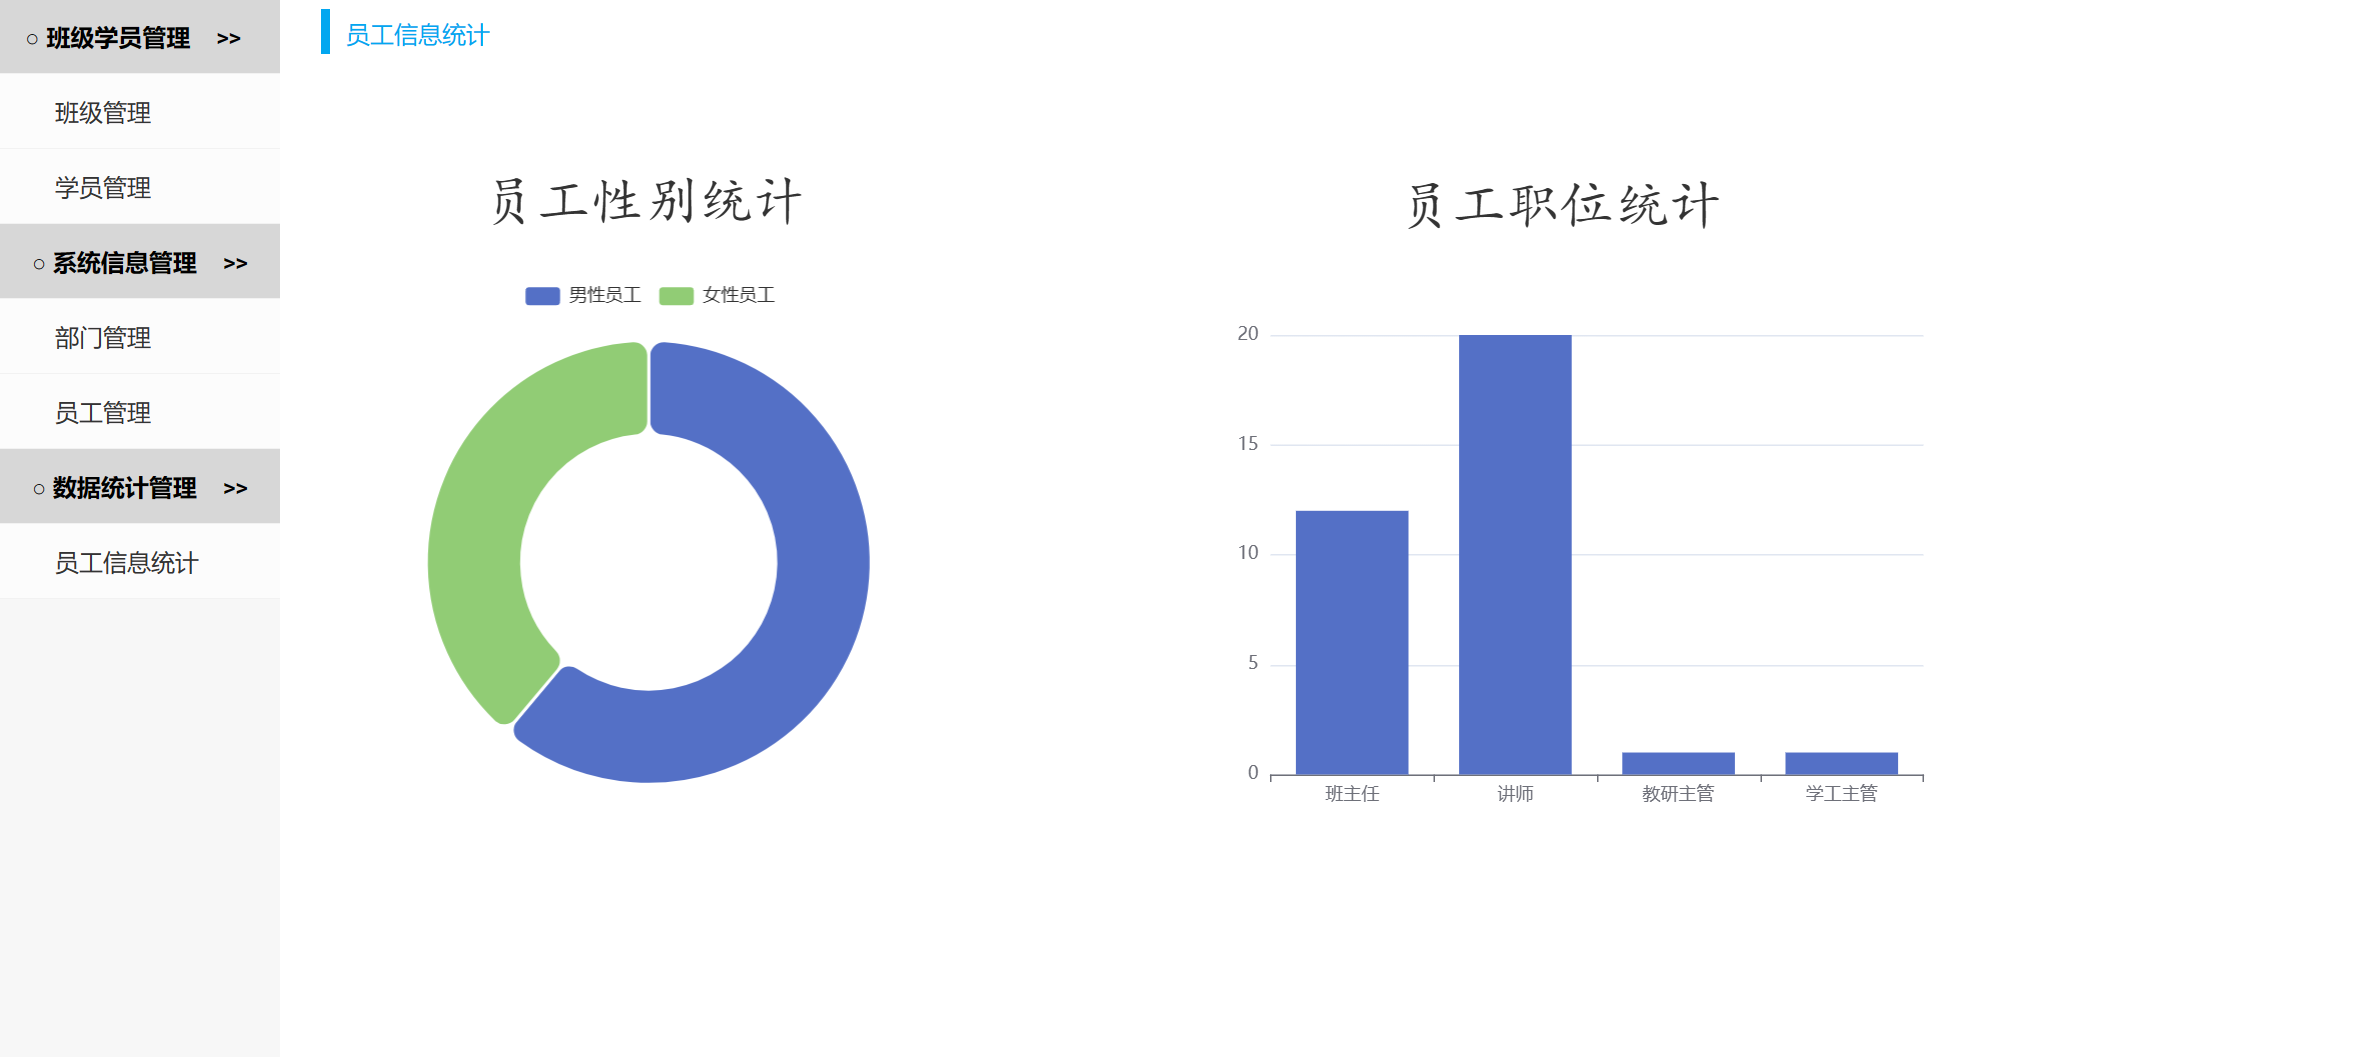 ○ 班级学员管理 >>
班级管理
学员管理
○ 系统信息管理 >>
部门管理
员工管理
○ 数据统计管理 >>
员工信息统计
员工信息统计
员工性别统计
男性员工 女性员工
员工职位统计
20
15
10
5
0
班主任 讲师 教研主管 学工主管